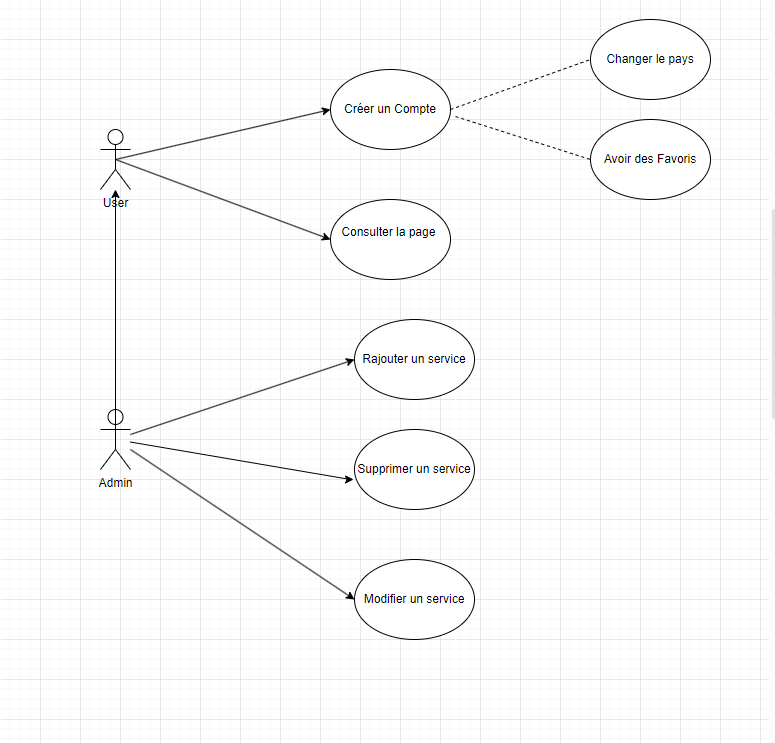 Changer le pays
Créer un Compte
Avoir des Favoris
User
Consulter la page
Rajouter un service
Supprimer un service
Admin
Modifier un service